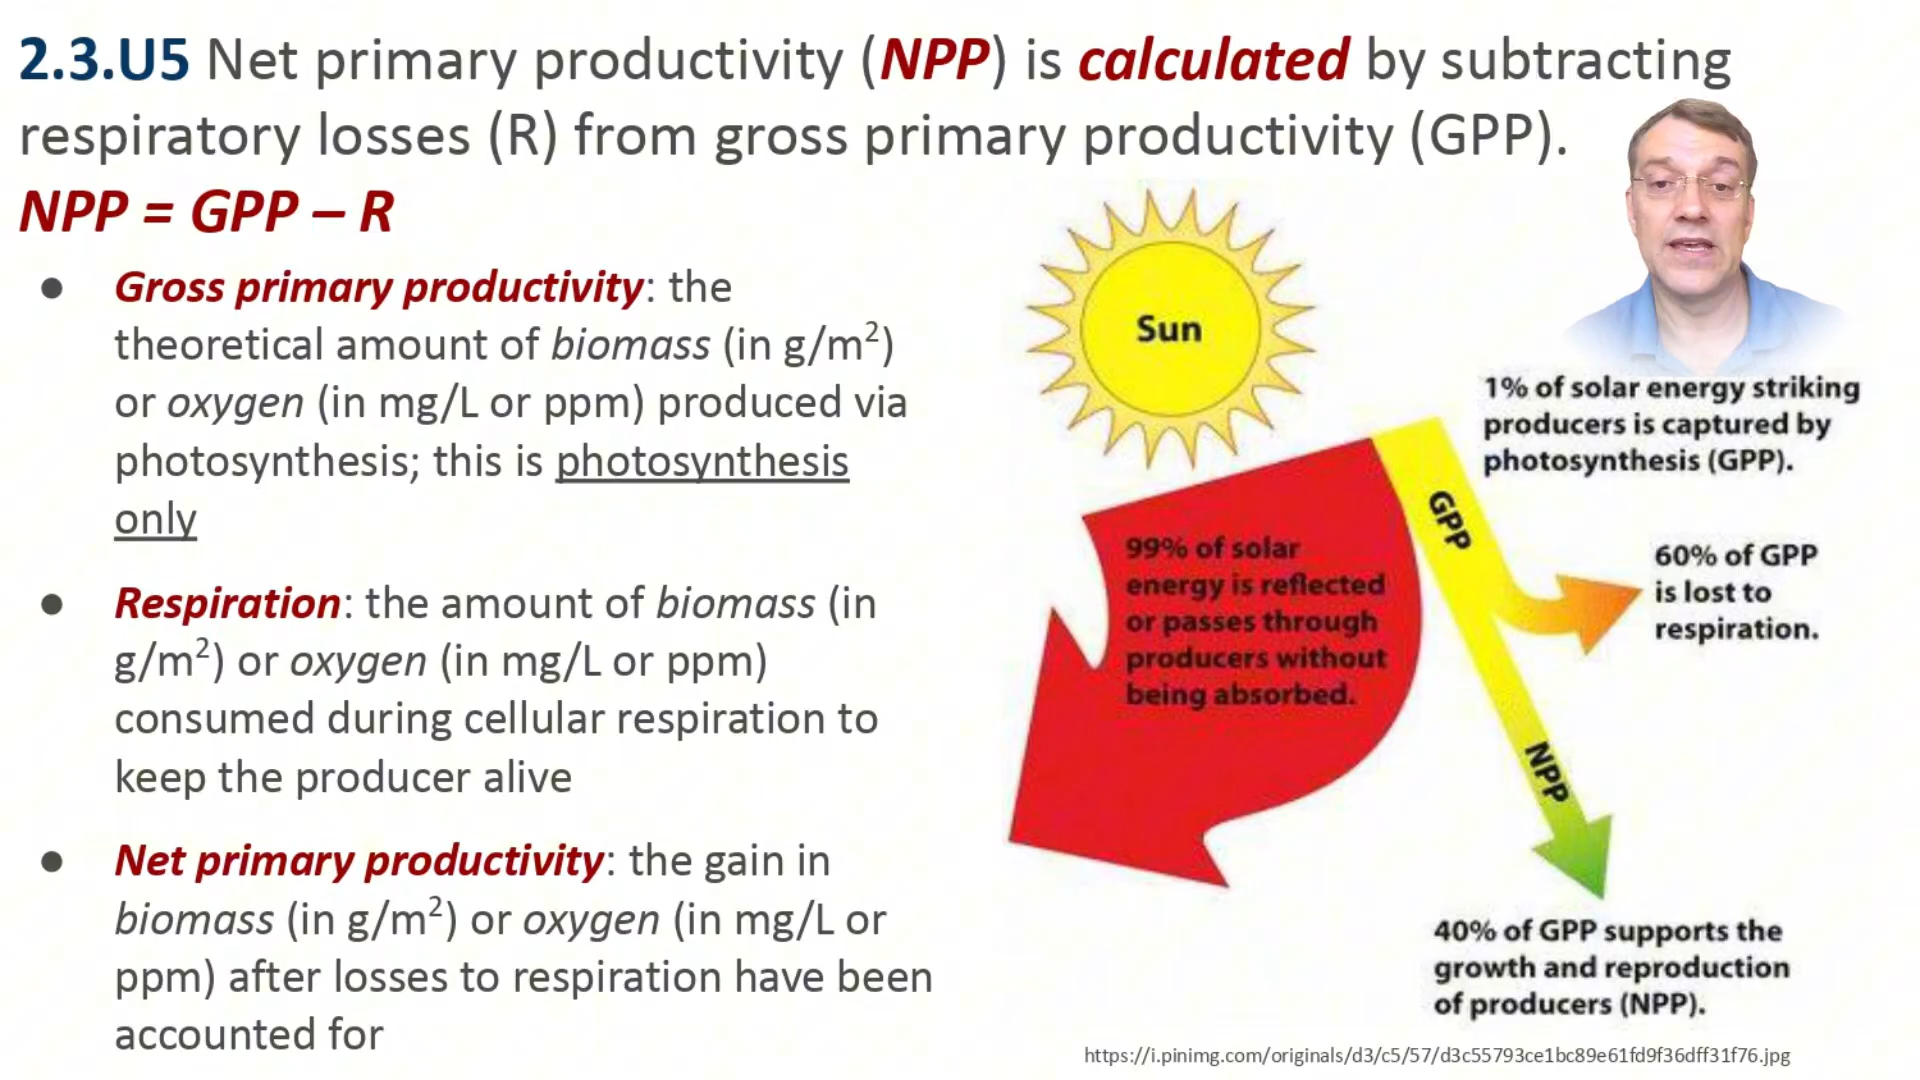 2.3.U5 Net primary productivity (NPP) is calculated by subtracting
respiratory losses (R) from gross primary productivity (GPP).
NPP = GPP – R
● Gross primary productivity: the
theoretical amount of biomass (in g/m²)
or oxygen (in mg/L or ppm) produced via
photosynthesis; this is photosynthesis
only
● Respiration: the amount of biomass (in
g/m²) or oxygen (in mg/L or ppm)
consumed during cellular respiration to
keep the producer alive
● Net primary productivity: the gain in
biomass (in g/m²) or oxygen (in mg/L or
ppm) after losses to respiration have been
accounted for
Sun
1% of solar energy striking
producers is captured by
photosynthesis (GPP).
GPP
99% of solar
energy is reflected
or passes through
producers without
being absorbed.
60% of GPP
is lost to
respiration.
NPP
40% of GPP supports the
growth and reproduction
of producers (NPP).
https://i.pinimg.com/originals/d3/c5/57/d3c55793ce1bc89e61fd9f36dff31f76.jpg